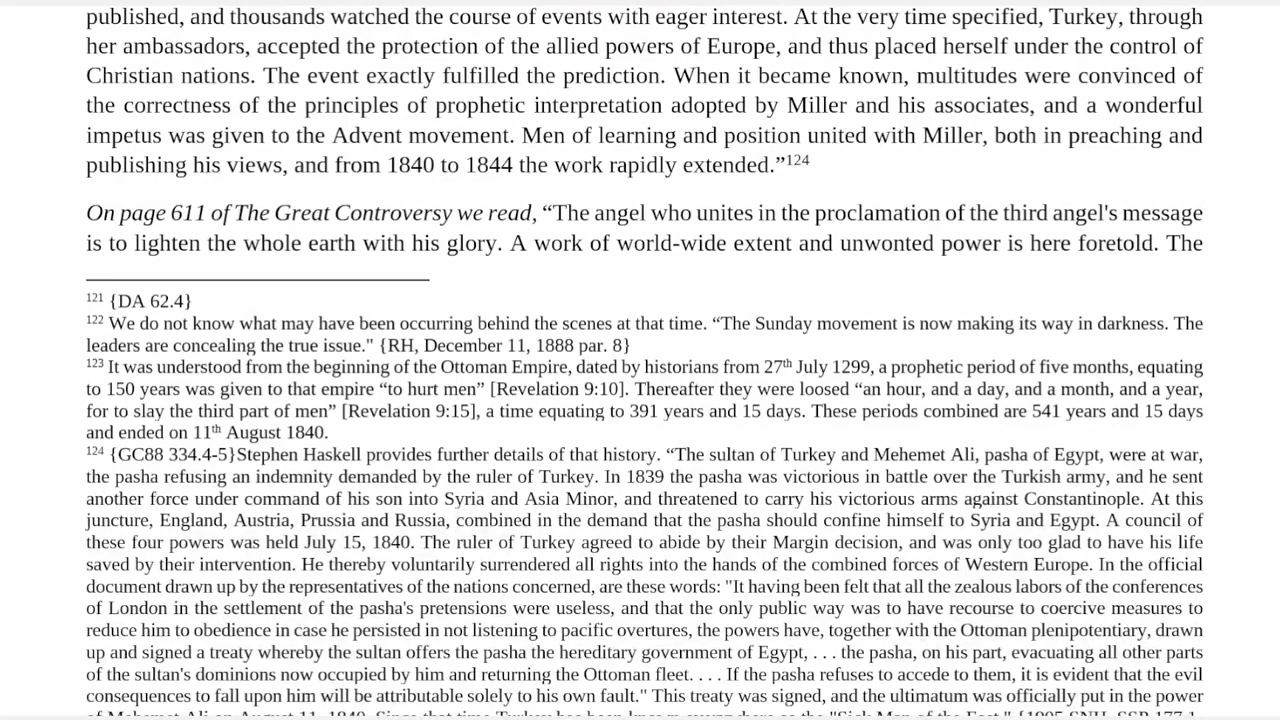 published, and thousands watched the course of events with eager interest. At the very time specified, Turkey, through
her ambassadors, accepted the protection of the allied powers of Europe, and thus placed herself under the control of
Christian nations. The event exactly fulfilled the prediction. When it became known, multitudes were convinced of
the correctness of the principles of prophetic interpretation adopted by Miller and his associates, and a wonderful
impetus was given to the Advent movement. Men of learning and position united with Miller, both in preaching and
publishing his views, and from 1840 to 1844 the work rapidly extended.”124
On page 611 of The Great Controversy we read, “The angel who unites in the proclamation of the third angel's message
is to lighten the whole earth with his glory. A work of world-wide extent and unwonted power is here foretold. The
121 {DA 62.4}
122 We do not know what may have been occurring behind the scenes at that time. “The Sunday movement is now making its way in darkness. The
leaders are concealing the true issue." {RH, December 11, 1888 par. 8}
123 It was understood from the beginning of the Ottoman Empire, dated by historians from 27th July 1299, a prophetic period of five months, equating
to 150 years was given to that empire “to hurt men” [Revelation 9:10]. Thereafter they were loosed “an hour, and a day, and a month, and a year,
for to slay the third part of men” [Revelation 9:15], a time equating to 391 years and 15 days. These periods combined are 541 years and 15 days
and ended on 11th August 1840.
124 {GC88 334.4-5}Stephen Haskell provides further details of that history. “The sultan of Turkey and Mehemet Ali, pasha of Egypt, were at war,
the pasha refusing an indemnity demanded by the ruler of Turkey. In 1839 the pasha was victorious in battle over the Turkish army, and he sent
another force under command of his son into Syria and Asia Minor, and threatened to carry his victorious arms against Constantinople. At this
juncture, England, Austria, Prussia and Russia, combined in the demand that the pasha should confine himself to Syria and Egypt. A council of
these four powers was held July 15, 1840. The ruler of Turkey agreed to abide by their Margin decision, and was only too glad to have his life
saved by their intervention. He thereby voluntarily surrendered all rights into the hands of the combined forces of Western Europe. In the official
document drawn up by the representatives of the nations concerned, are these words: "It having been felt that all the zealous labors of the conferences
of London in the settlement of the pasha's pretensions were useless, and that the only public way was to have recourse to coercive measures to
reduce him to obedience in case he persisted in not listening to pacific overtures, the powers have, together with the Ottoman plenipotentiary, drawn
up and signed a treaty whereby the sultan offers the pasha the hereditary government of Egypt, . . . the pasha, on his part, evacuating all other parts
of the sultan's dominions now occupied by him and returning the Ottoman fleet. . . . If the pasha refuses to accede to them, it is evident that the evil
consequences to fall upon him will be attributable solely to his own fault." This treaty was signed, and the ultimatum was officially put in the power
of Mehemet Ali on August 11, 1840. Since that time Turkey has been